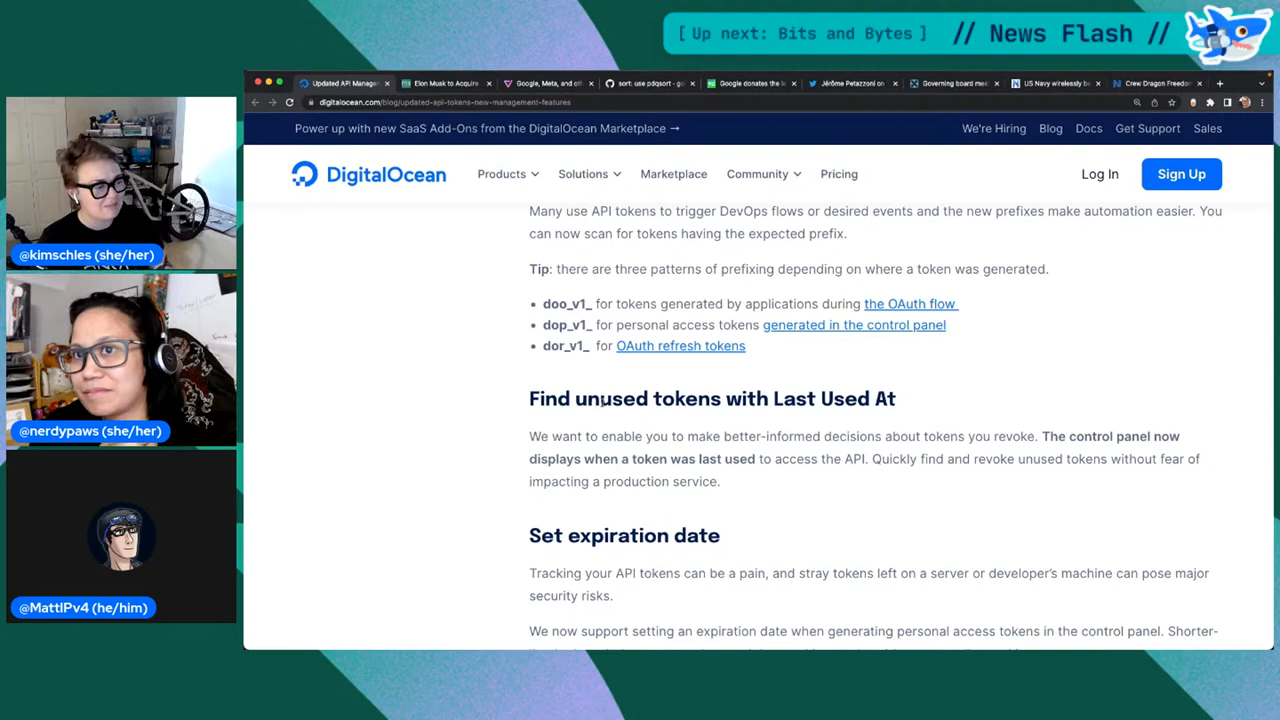 [ Up next: Bits and Bytes ] // News Flash //
Updated API Manage
Elon Musk to Acquire
Google, Meta, and ot
sort: use pdqsort · go
Google donates the
Jérôme Petazzoni on
Governing board mee
US Navy wirelessly be
Crew Dragon Freedom
digitalocean.com/blog/updated-api-tokens-new-management-features
Power up with new SaaS Add-Ons from the DigitalOcean Marketplace →
We're Hiring Blog Docs Get Support Sales
DigitalOcean Products Solutions Marketplace Community Pricing Log In Sign Up
Many use API tokens to trigger DevOps flows or desired events and the new prefixes make automation easier. You
can now scan for tokens having the expected prefix.
Tip: there are three patterns of prefixing depending on where a token was generated.
• doo_v1_ for tokens generated by applications during the OAuth flow
• dop_v1_ for personal access tokens generated in the control panel
• dor_v1_ for OAuth refresh tokens
Find unused tokens with Last Used At
We want to enable you to make better-informed decisions about tokens you revoke. The control panel now
displays when a token was last used to access the API. Quickly find and revoke unused tokens without fear of
impacting a production service.
Set expiration date
Tracking your API tokens can be a pain, and stray tokens left on a server or developer's machine can pose major
security risks.
We now support setting an expiration date when generating personal access tokens in the control panel. Shorter-
@kimschles (she/her)
@nerdypaws (she/her)
@MattIPv4 (he/him)